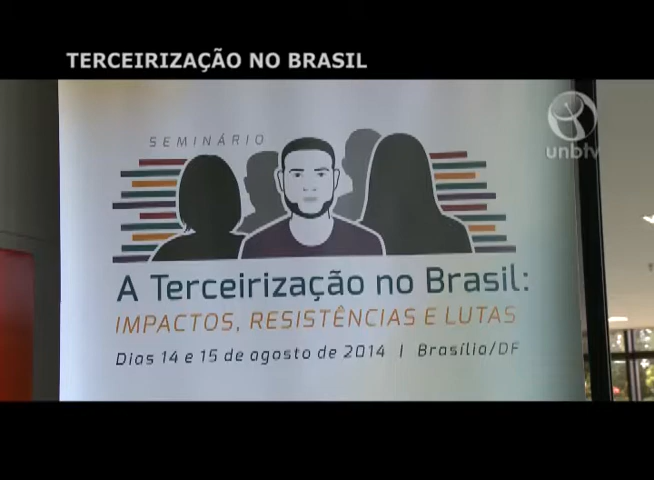 TERCEIRIZAÇÃO NO BRASIL
unbtv
SEMINÁRIO
A Terceirização no Brasil:
IMPACTOS, RESISTÊNCIAS E LUTAS
Dias 14 e 15 de agosto de 2014 | Brasília/DF